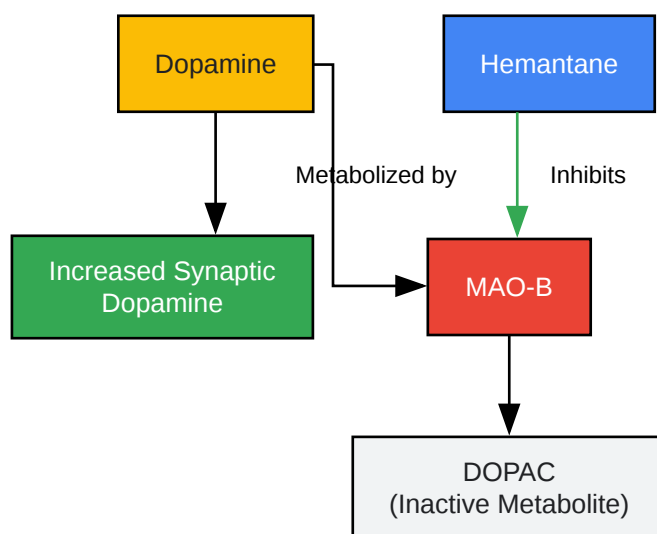 Dopamine
Hemantane
Metabolized by
Inhibits
Increased Synaptic
Dopamine
MAO-B
DOPAC
(Inactive Metabolite)